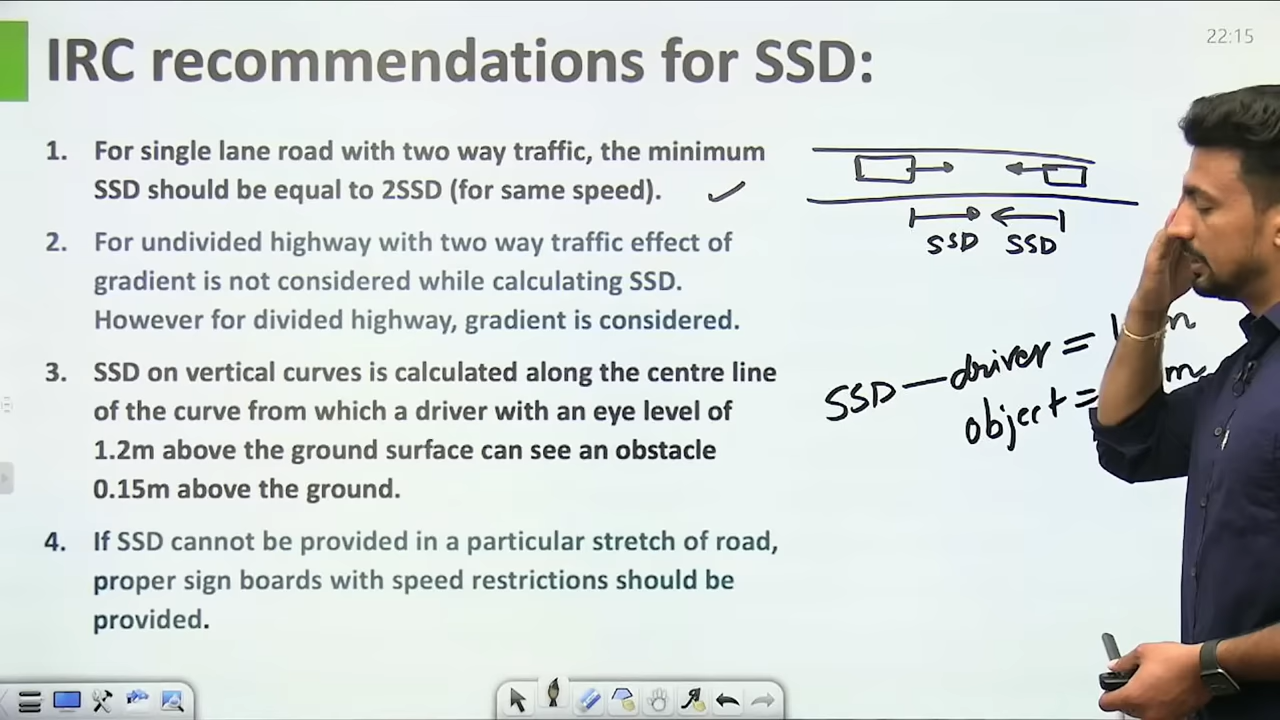 IRC recommendations for SSD:
22:15
1. For single lane road with two way traffic, the minimum
SSD should be equal to 2SSD (for same speed).
2. For undivided highway with two way traffic effect of
gradient is not considered while calculating SSD.
However for divided highway, gradient is considered.
3. SSD on vertical curves is calculated along the centre line
of the curve from which a driver with an eye level of
1.2m above the ground surface can see an obstacle
0.15m above the ground.
4. If SSD cannot be provided in a particular stretch of road,
proper sign boards with speed restrictions should be
provided.
SSD SSD
SSD — driver =
object = m